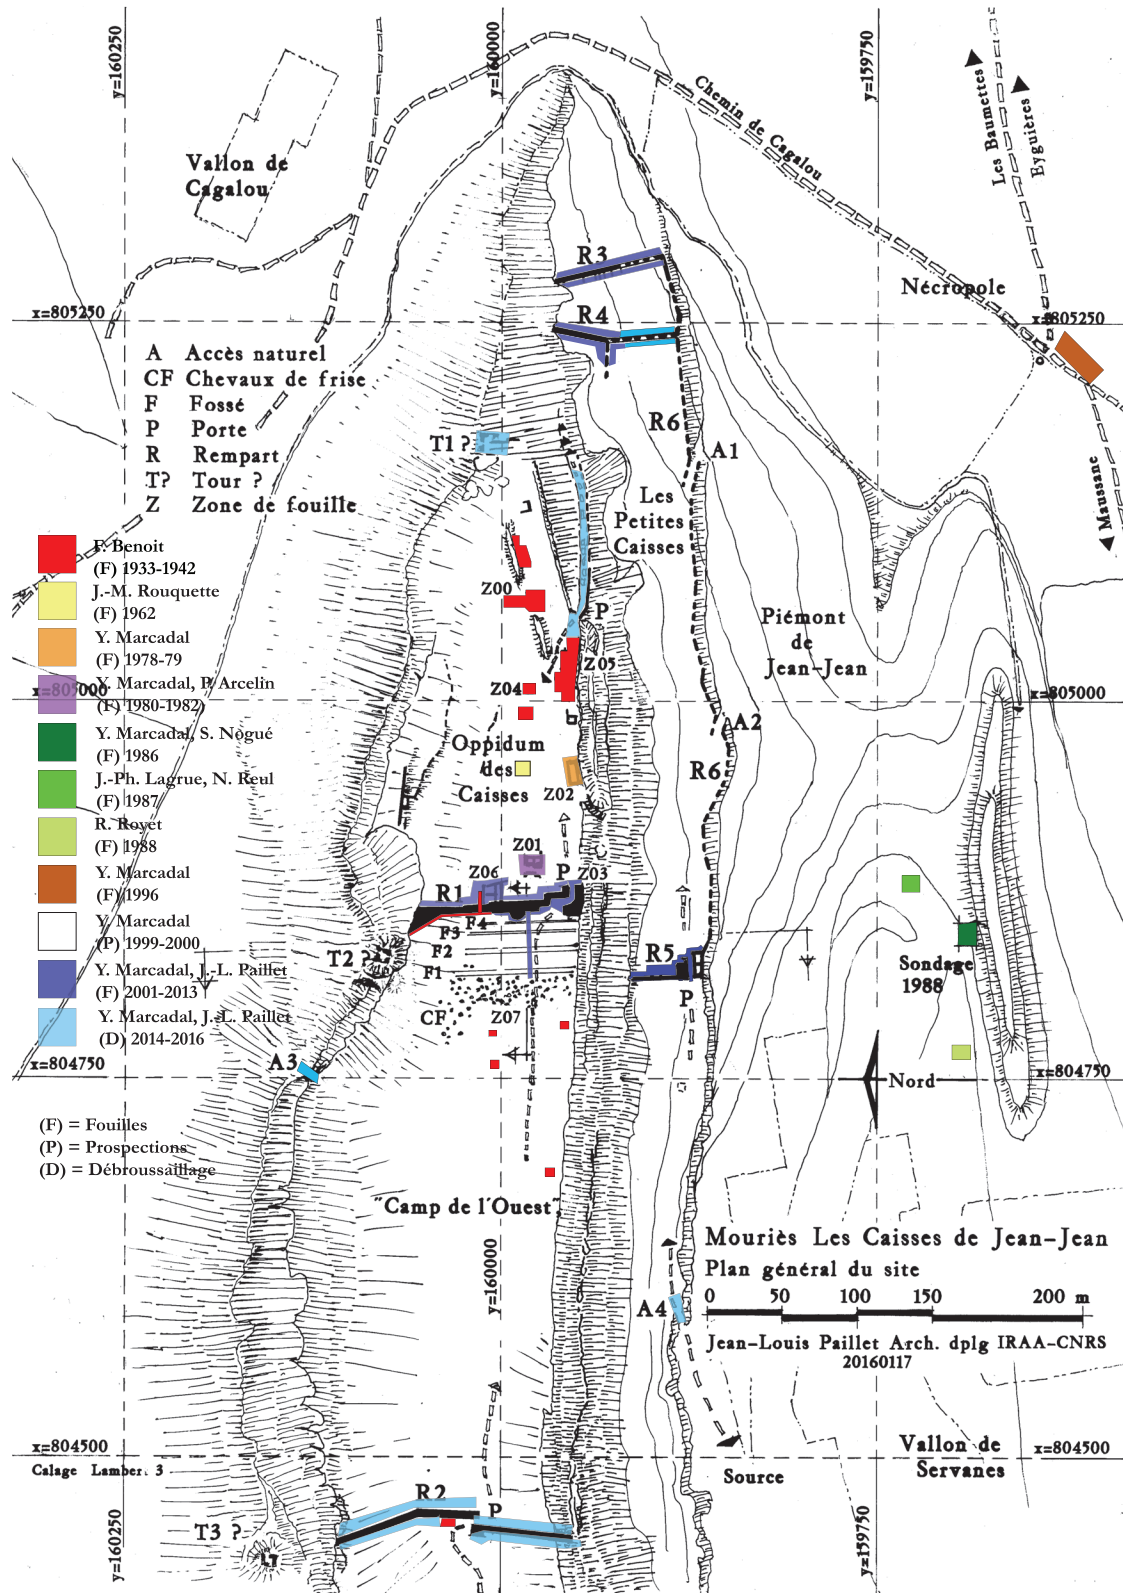 y=160250
y=160000
y=159750
Chemin de Cagalou
Les Baumettes
Eyguières
Vallon de
Cagalou
R3
Nécropole
x=805250
R4
x=805250
A Accès naturel
CF Chevaux de frise
F Fossé
P Porte
R Rempart
T? Tour ?
Z Zone de fouille
T1 ?
R6
A1
Les
Petites
Caisses
Maussane
F. Benoit
(F) 1933-1942
J.-M. Rouquette
(F) 1962
Y. Marcadal
(F) 1978-79
Y. Marcadal, P. Arcelin
(F) 1980-1982
Y. Marcadal, S. Nogué
(F) 1986
J.-Ph. Lagrue, N. Reul
(F) 1987
R. Royet
(F) 1988
Y. Marcadal
(F) 1996
Y. Marcadal
(P) 1999-2000
Y. Marcadal, J.-L. Paillet
(F) 2001-2013
Y. Marcadal, J.-L. Paillet
(D) 2014-2016
Z00
P
Piémont
de
Jean-Jean
Z05
Z04
x=805000
x=805000
A2
Oppidum
des
Caisses
R6
Z02
Z01
Z06
P
Z03
R1
F4
F3
F2
F1
T2 ?
R5
P
Sondage
1988
CF
Z07
A3
x=804750
Nord
x=804750
(F) = Fouilles
(P) = Prospections
(D) = Débroussaillage
"Camp de l'Ouest"
y=160000
Mouriès Les Caisses de Jean-Jean
Plan général du site
0 50 100 150 200 m
A4
Jean-Louis Paillet Arch. dplg IRAA-CNRS
20160117
x=804500
Calage Lambert 3
Vallon de
Servanes
x=804500
Source
R2
P
T3 ?
y=160250
y=159750